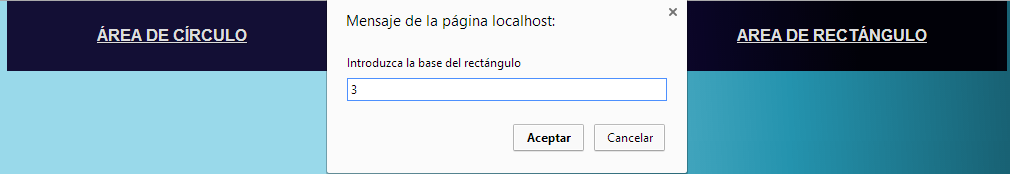 ÁREA DE CÍRCULO
Mensaje de la página localhost:
×
AREA DE RECTÁNGULO
Introduzca la base del rectángulo
3
Aceptar
Cancelar